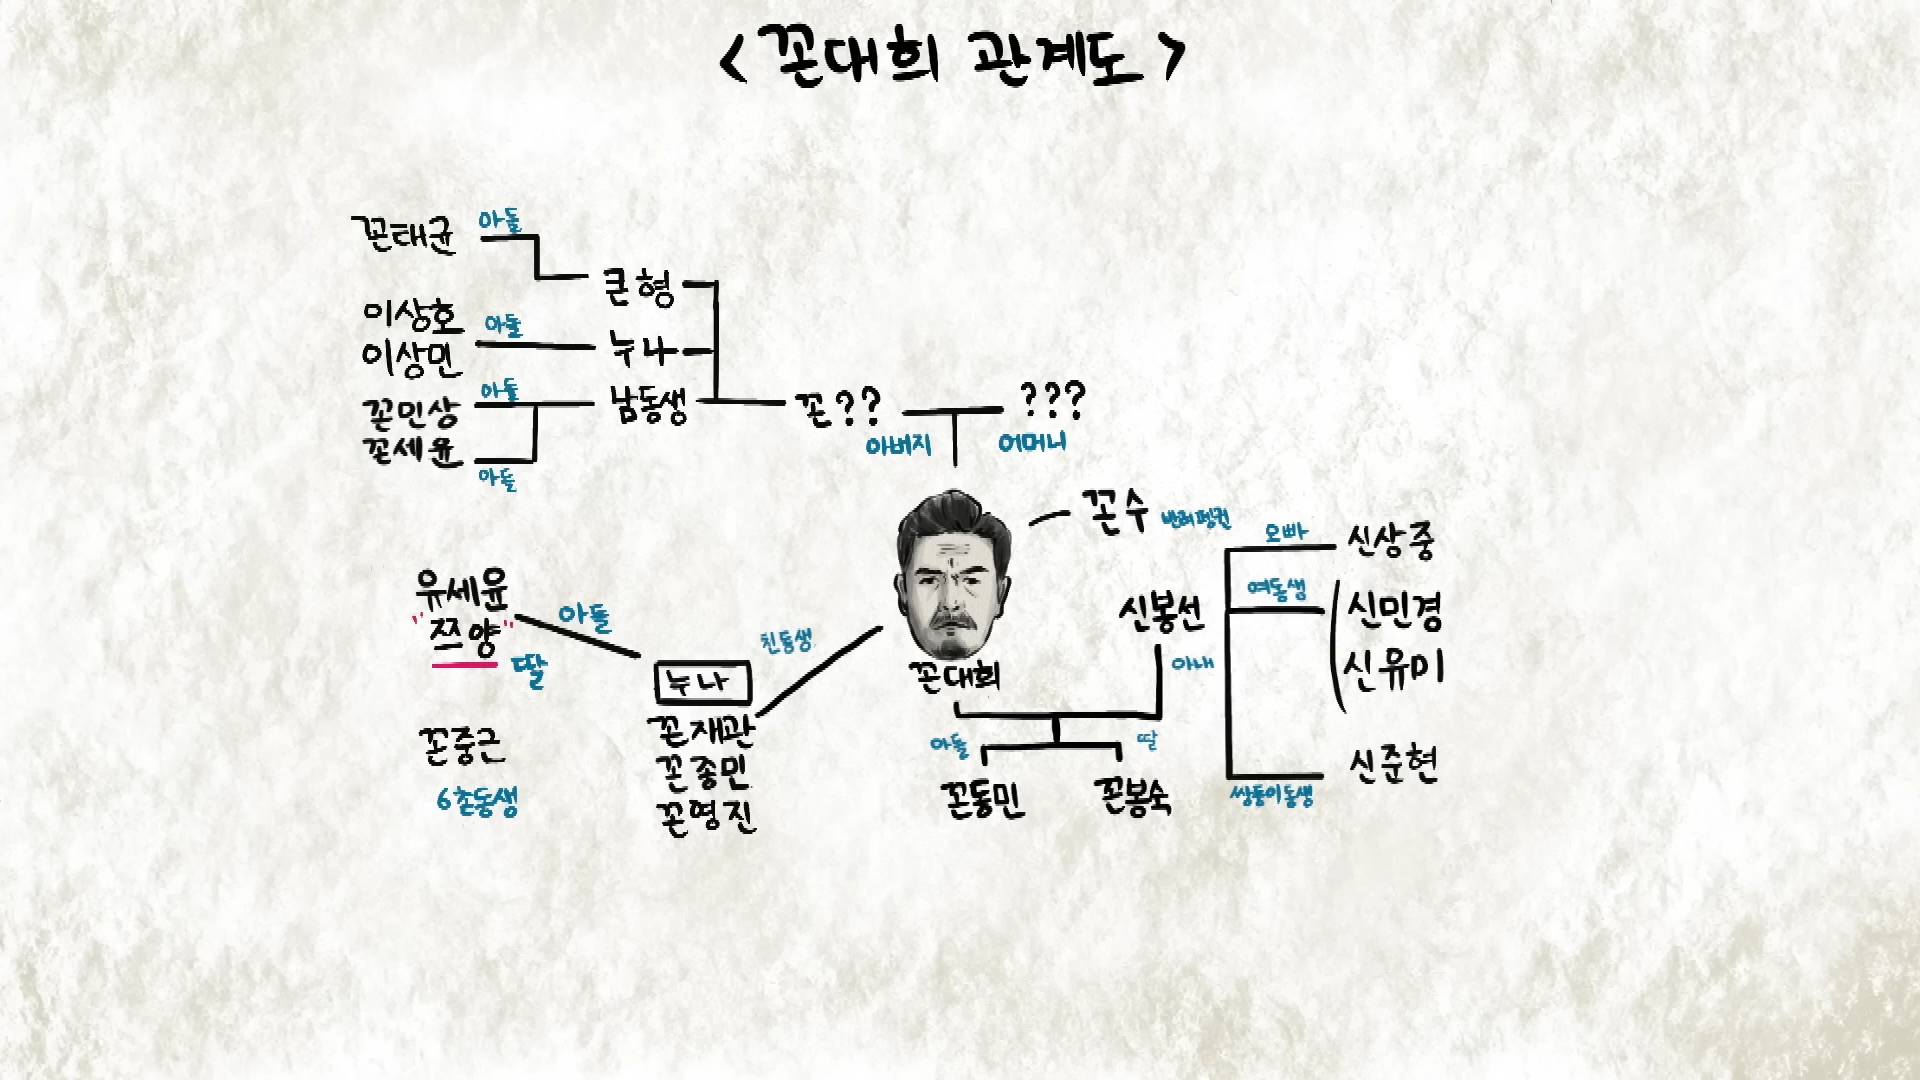 <꼰대희 관계도>
꼰태균
아들
큰형
이상호
이상민
아들
누나
꼰민상
아들
남동생
꼰??
아버지
???
어머니
꼰세윤
아들
꼰수
반려펭귄
유세윤
"쯔양"
아들
딸
누나
친동생
꼰대희
신봉선
아내
오빠
신상중
여동생
신민경
신유미
꼰중근
6촌동생
꼰재관
꼰종민
꼰명진
아들
딸
꼰동민
꼰봉숙
쌍둥이동생
신준현